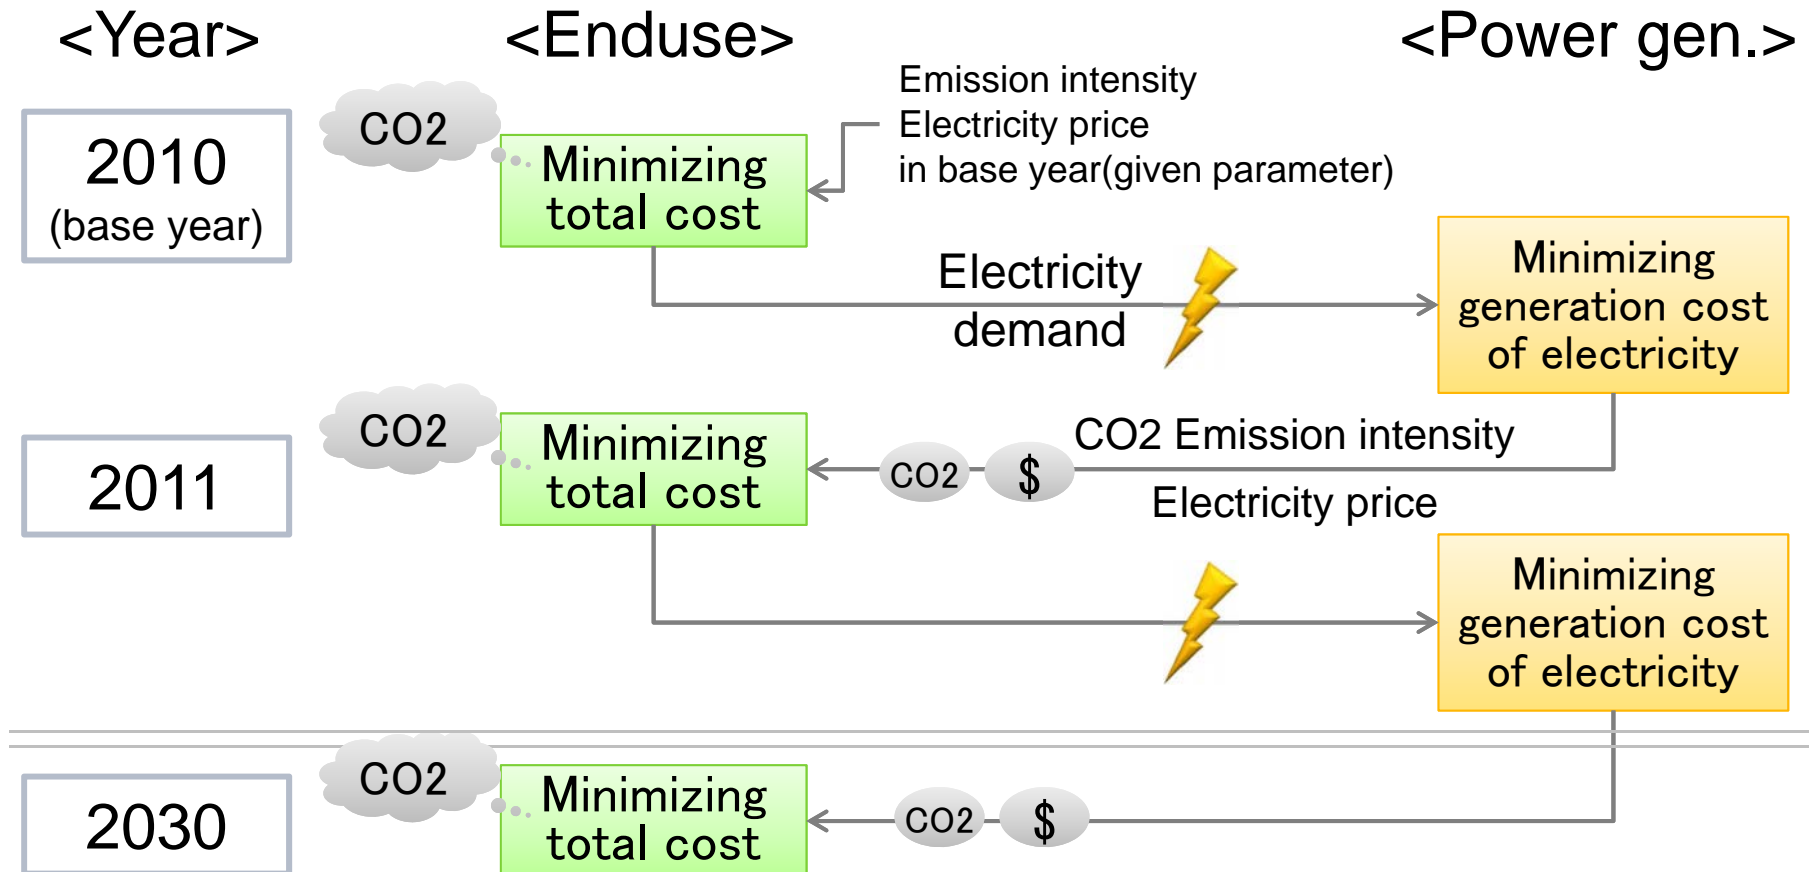 <Year>
<Enduse>
<Power gen.>
2010
(base year)
CO2
Minimizing
total cost
Emission intensity
Electricity price
in base year(given parameter)
Electricity
demand
Minimizing
generation cost
of electricity
2011
CO2
Minimizing
total cost
CO2
$
CO2 Emission intensity
Electricity price
Minimizing
generation cost
of electricity
2030
CO2
Minimizing
total cost
CO2
$